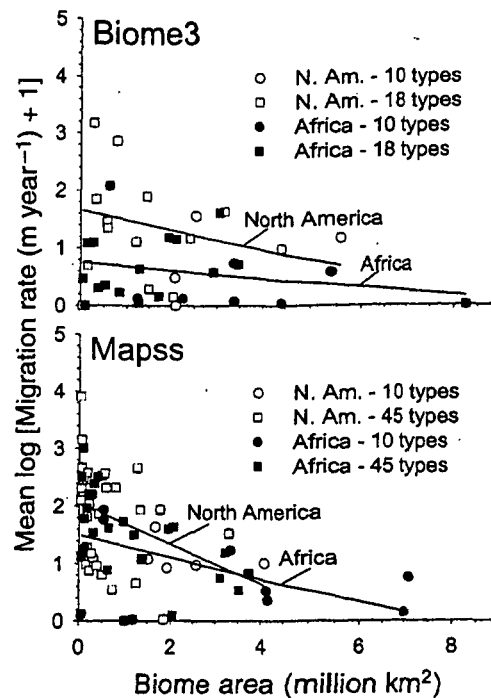 Mean log [Migration rate (m year−1) + 1]
5
Biome3
N. Am. - 10 types
N. Am. - 18 types
Africa - 10 types
Africa - 18 types
4
3
2
1
0
North America
Africa
5
Mapss
N. Am. - 10 types
N. Am. - 45 types
Africa - 10 types
Africa - 45 types
4
3
2
1
0
North America
Africa
0 2 4 6 8
Biome area (million km2)